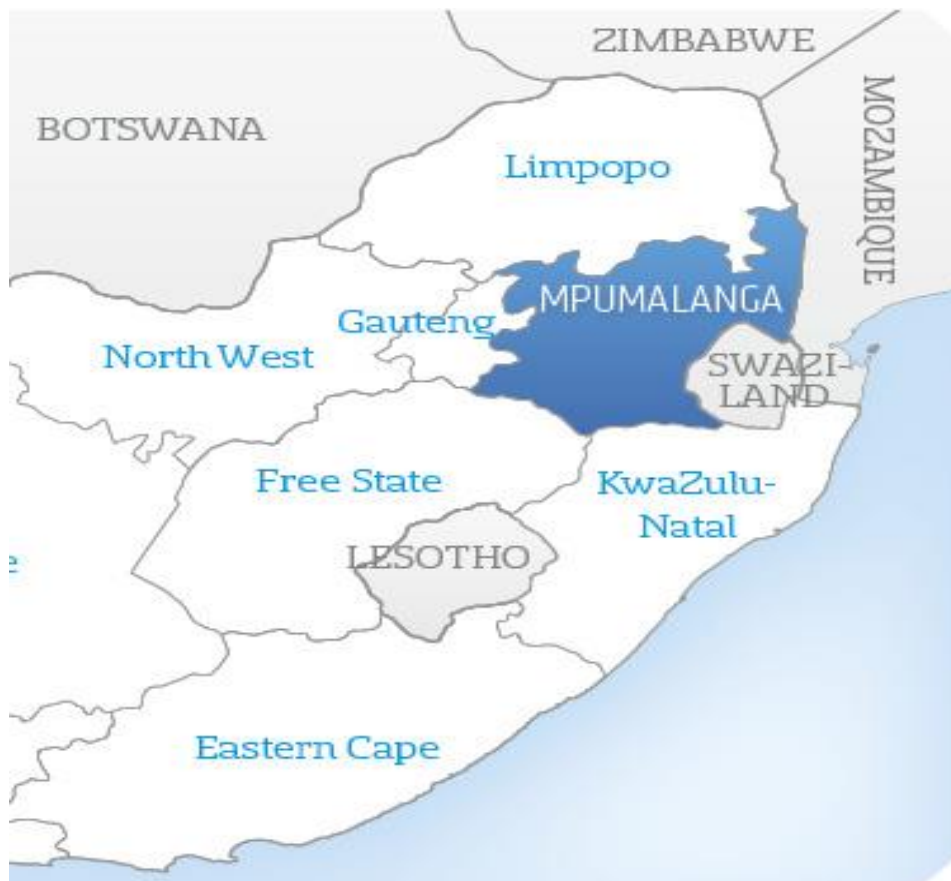 ZIMBABWE
BOTSWANA
MOZAMBIQUE
Limpopo
MPUMALANGA
Gauteng
North West
SWAZI-
LAND
Free State
KwaZulu-
Natal
LESOTHO
e
Eastern Cape